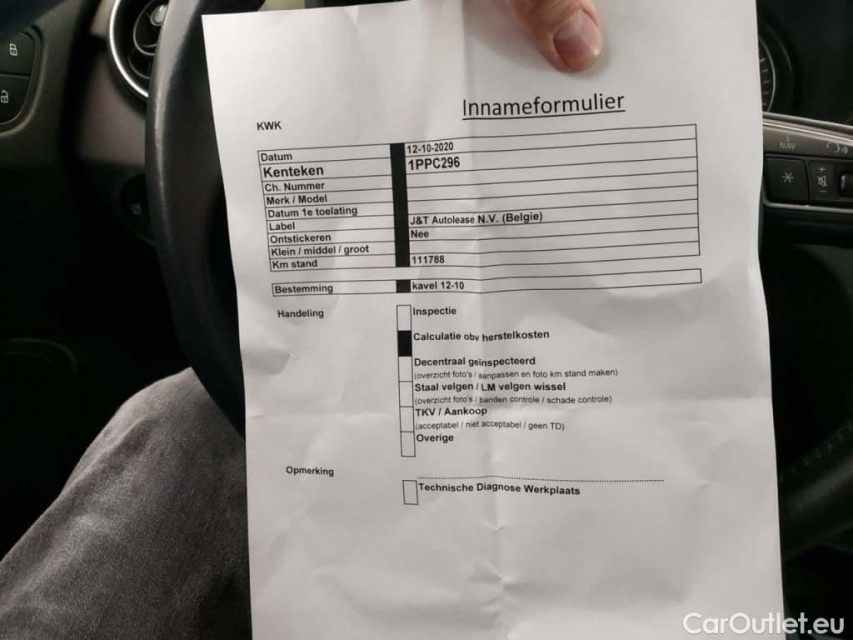 Innameformulier
KWK
Datum 12-10-2020
Kenteken 1PPC296
Ch. Nummer
Merk / Model
Datum 1e toelating
Label J&T Autolease N.V. (Belgie)
Ontstickeren Nee
Klein / middel / groot
Km stand 111788
Bestemming kavel 12-10
Handeling Inspectie
Calculatie obv herstelkosten
Decentraal geïnspecteerd
(overzicht foto's / aanpassen en foto km stand maken)
Staal velgen / LM velgen wissel
(overzicht foto's / banden controle / schade controle)
TKV / Aankoop
(acceptabel / niet acceptabel / geen TD)
Overige
Opmerking
Technische Diagnose Werkplaats
NAV
CarOutlet.eu